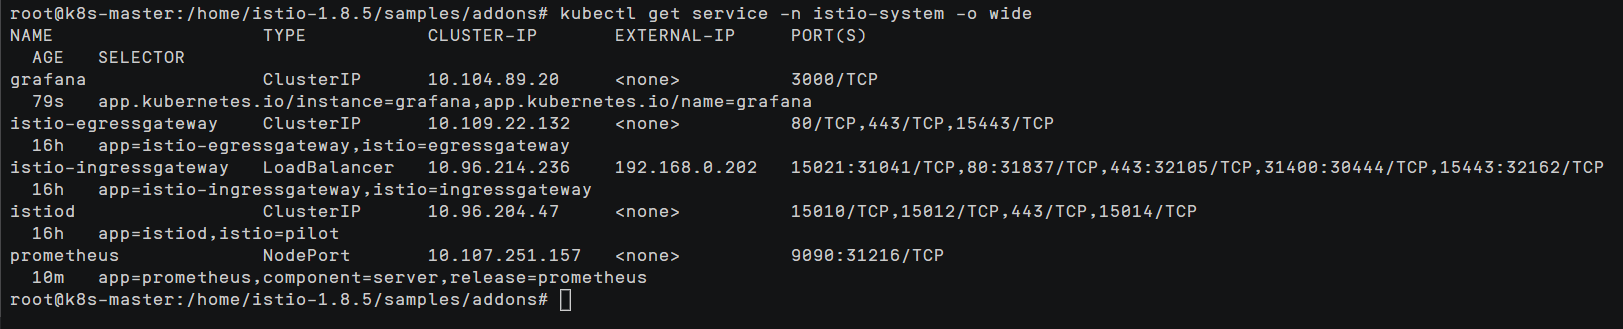 root@k8s-master:/home/istio-1.8.5/samples/addons# kubectl get service -n istio-system -o wide
NAME                   TYPE           CLUSTER-IP       EXTERNAL-IP     PORT(S)
  AGE   SELECTOR
grafana                ClusterIP      10.104.89.20     <none>          3000/TCP
  79s   app.kubernetes.io/instance=grafana,app.kubernetes.io/name=grafana
istio-egressgateway    ClusterIP      10.109.22.132    <none>          80/TCP,443/TCP,15443/TCP
  16h   app=istio-egressgateway,istio=egressgateway
istio-ingressgateway   LoadBalancer   10.96.214.236    192.168.0.202   15021:31041/TCP,80:31837/TCP,443:32105/TCP,31400:30444/TCP,15443:32162/TCP
  16h   app=istio-ingressgateway,istio=ingressgateway
istiod                 ClusterIP      10.96.204.47     <none>          15010/TCP,15012/TCP,443/TCP,15014/TCP
  16h   app=istiod,istio=pilot
prometheus             NodePort       10.107.251.157   <none>          9090:31216/TCP
  10m   app=prometheus,component=server,release=prometheus
root@k8s-master:/home/istio-1.8.5/samples/addons#